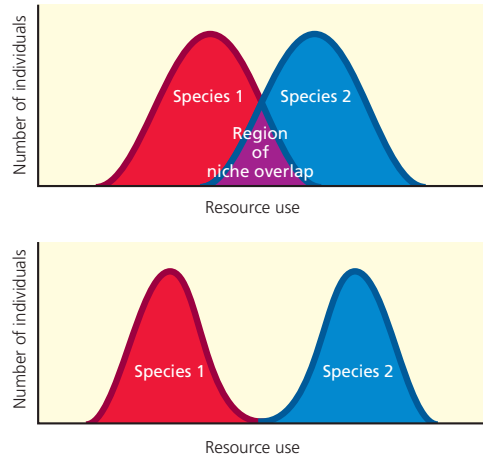 Number of individuals
Species 1
Species 2
Region
of
niche overlap
Resource use
Number of individuals
Species 1
Species 2
Resource use